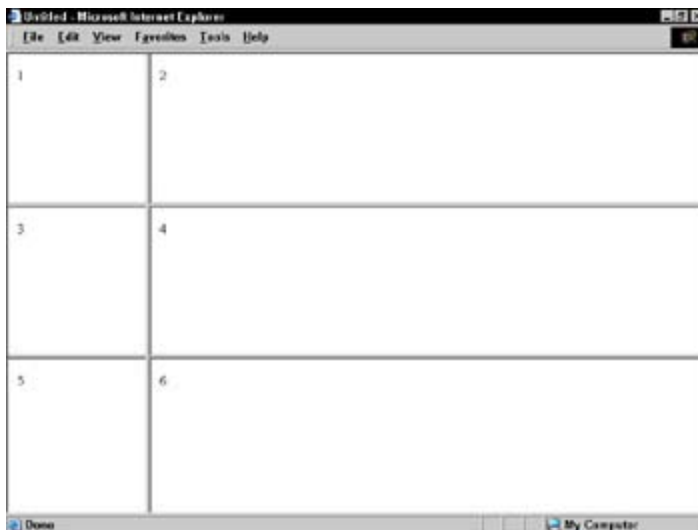 Untitled - Microsoft Internet Explorer
File Edit View Favorites Tools Help
1 2
3 4
5 6
Done My Computer